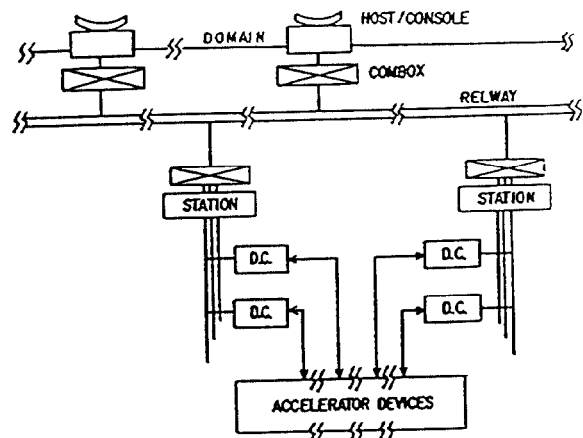 HOST/CONSOLE
DOMAIN
COMBOX
RELWAY
STATION
STATION
D.C.
D.C.
D.C.
D.C.
ACCELERATOR DEVICES